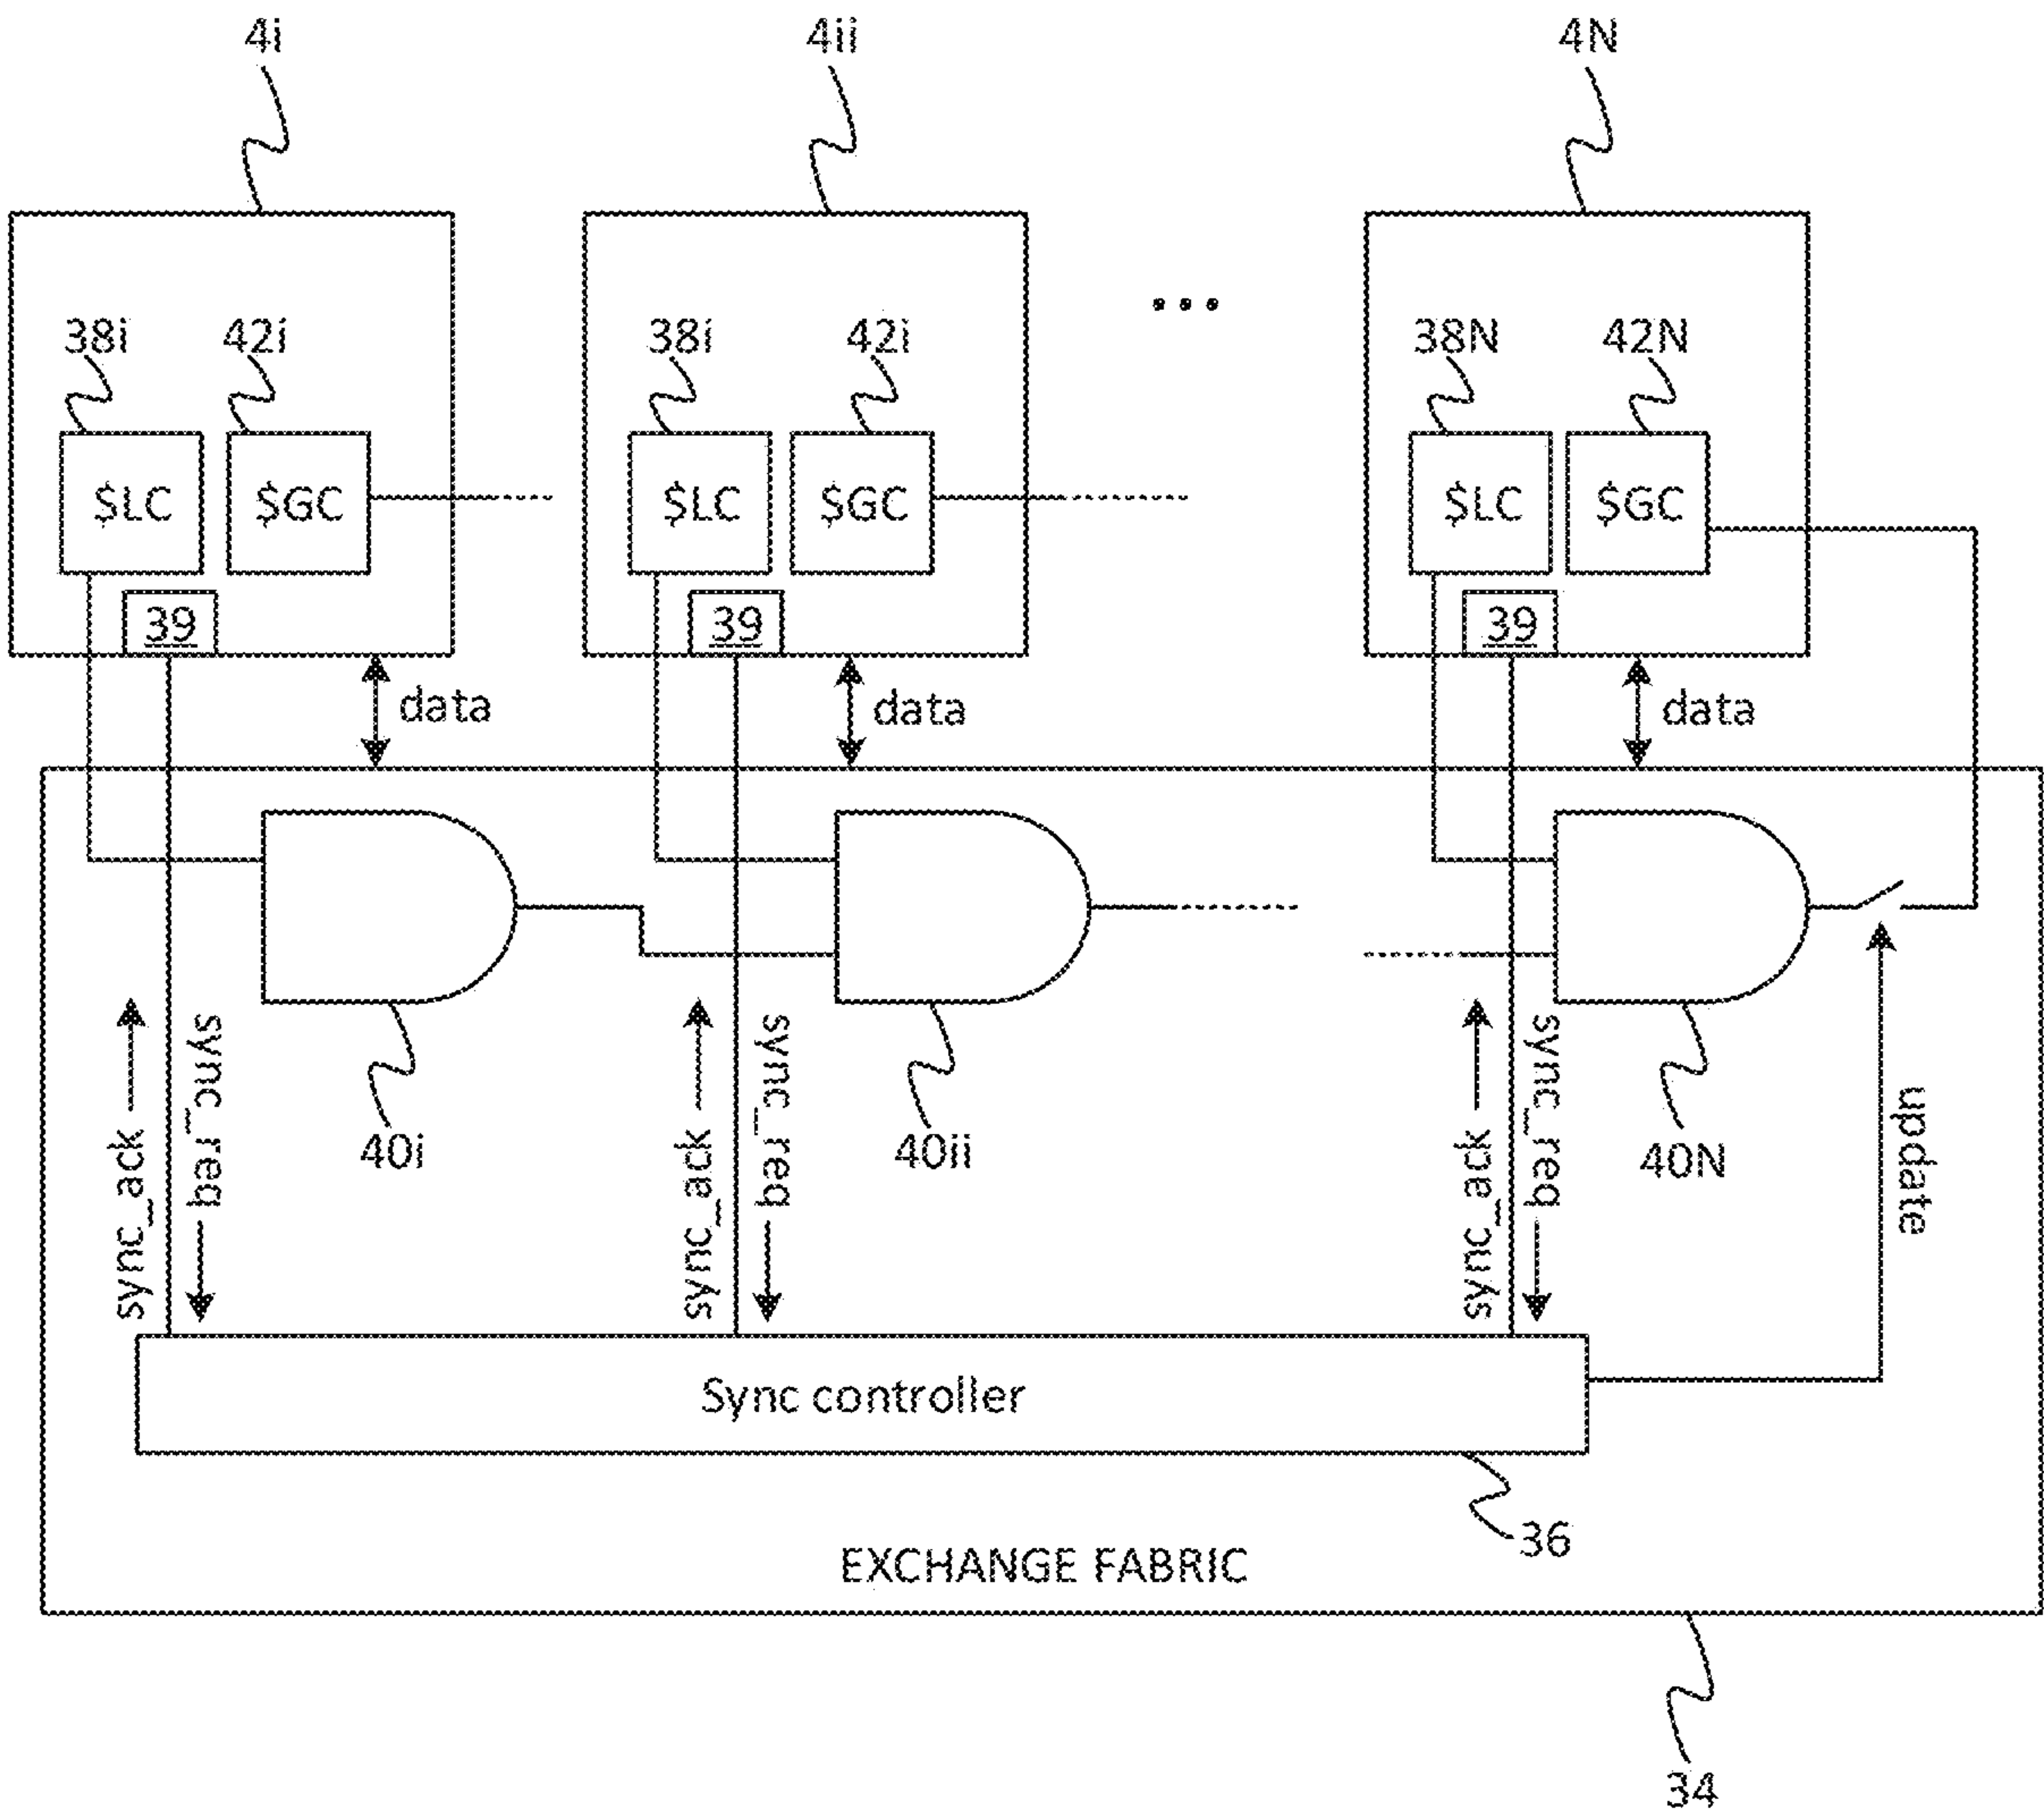 4i 4ii 4N
38i 42i 38i 42i 38N 42N
$LC $GC $LC $GC $LC $GC
39 39 39
data data data
40i 40ii 40N
sync_ack sync_req sync_ack sync_req sync_ack sync_req update
Sync controller
36
EXCHANGE FABRIC
34